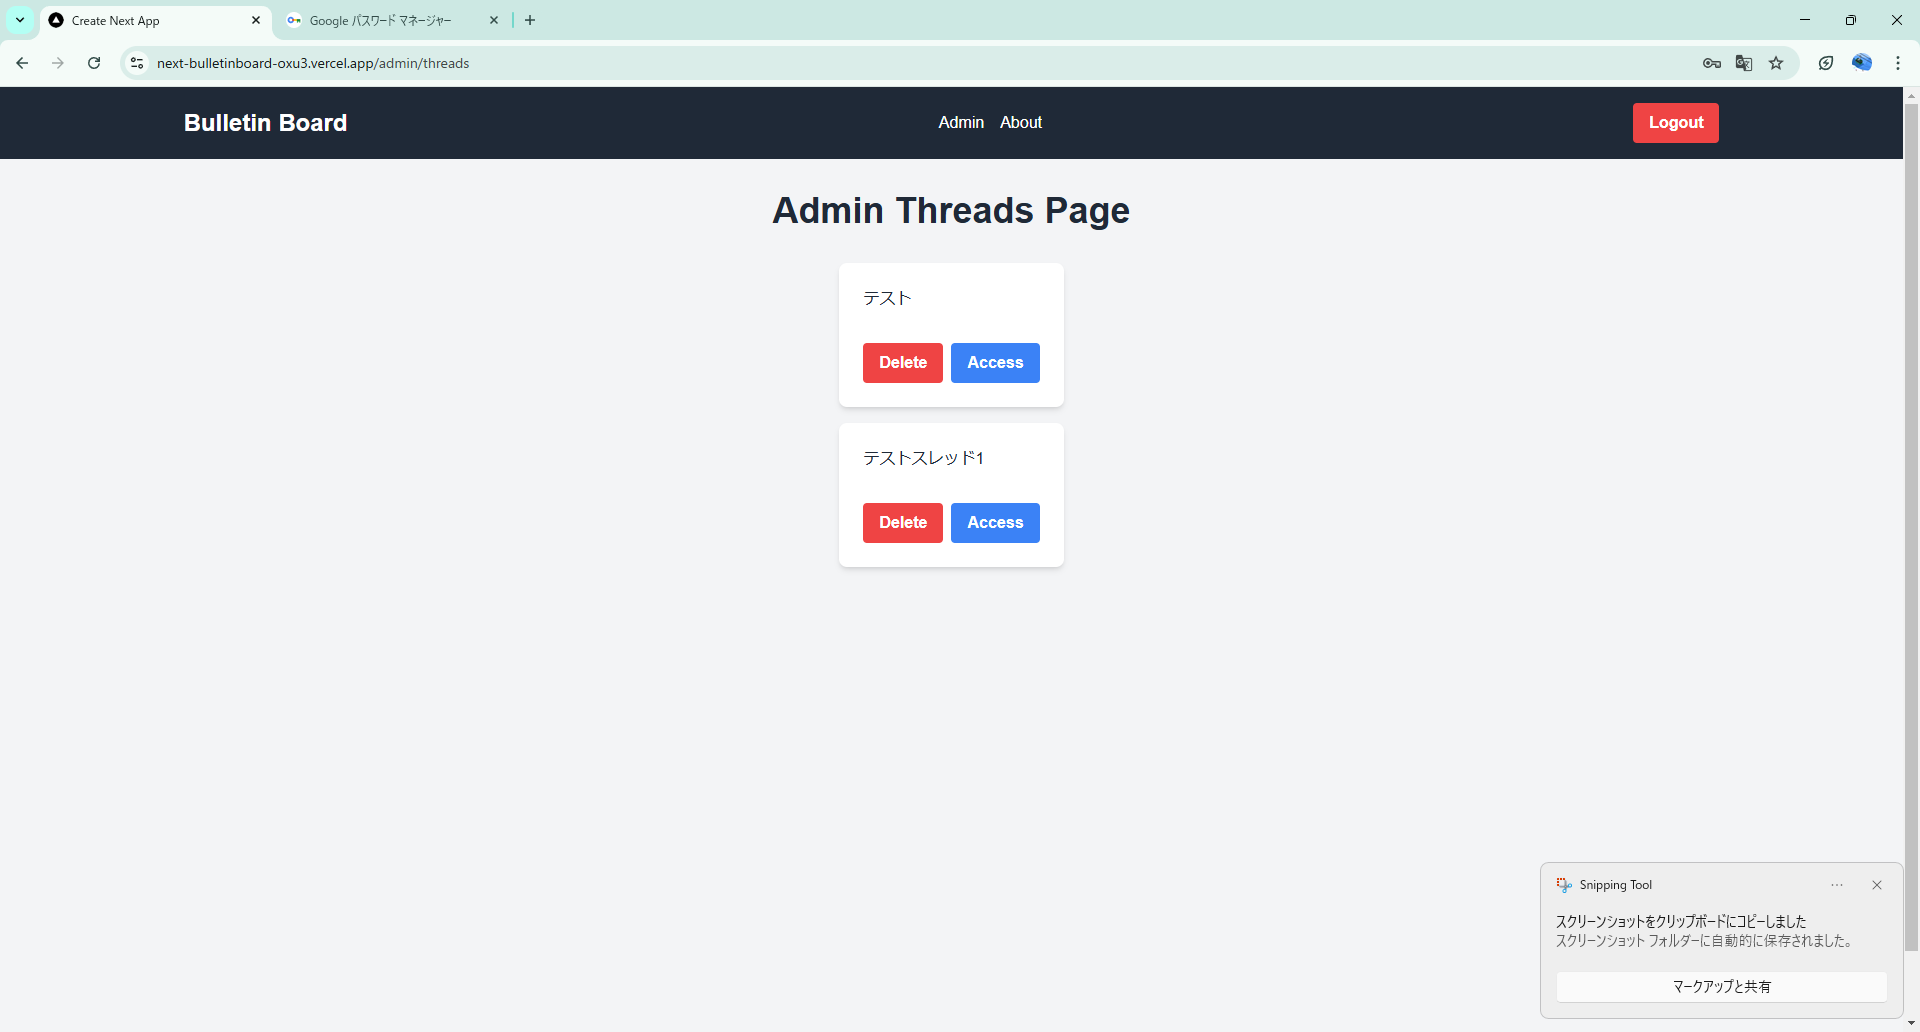 Create Next App
Google パスワード マネージャー
next-bulletinboard-oxu3.vercel.app/admin/threads
Bulletin Board
Admin
About
Logout
Admin Threads Page
テスト
Delete
Access
テストスレッド1
Delete
Access
Snipping Tool
スクリーンショットをクリップボードにコピーしました
スクリーンショット フォルダーに自動的に保存されました。
マークアップと共有